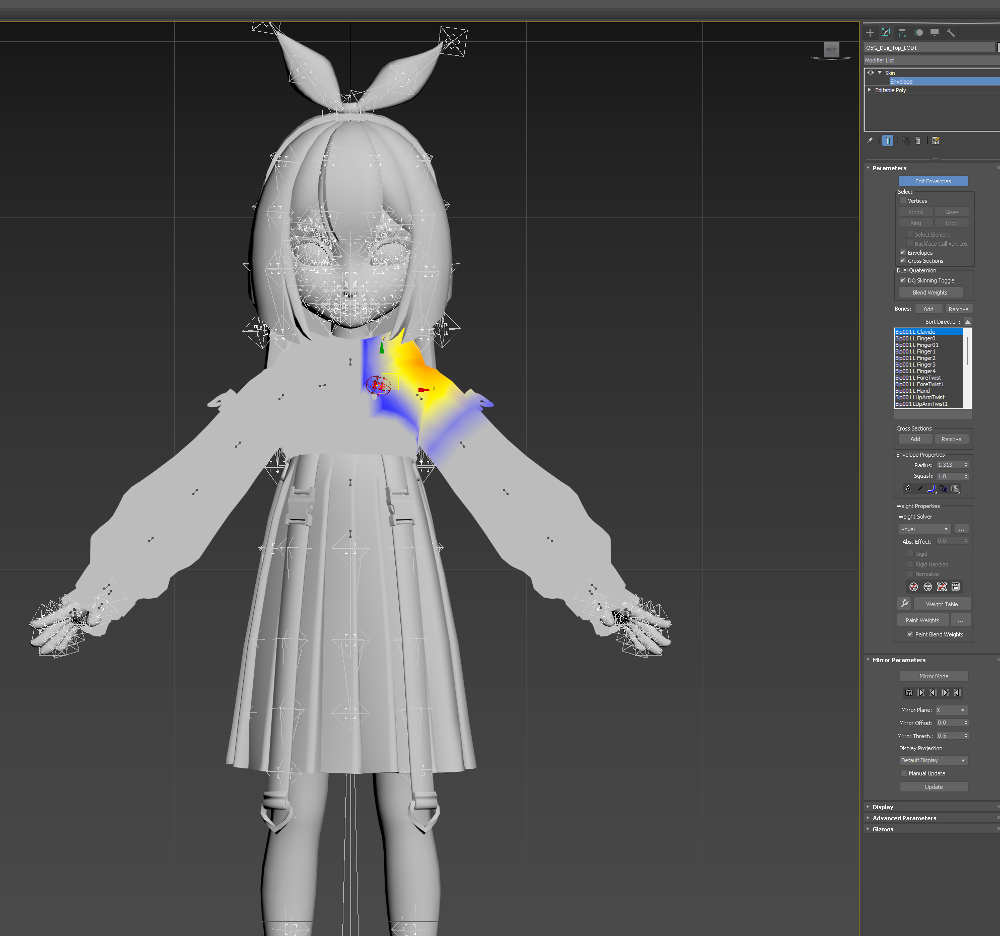 FRONT
y
x
OSG_Daji_Top_LOD1
Modifier List
Skin
Envelope
Editable Poly
Parameters
Edit Envelopes
Select
Vertices
Shrink Grow
Ring Loop
Select Element
Backface Cull Vertices
Envelopes
Cross Sections
Dual Quaternion
DQ Skinning Toggle
Blend Weights
Bones: Add Remove
Sort Direction:
Bip001 L Clavicle
Bip001 L Finger0
Bip001 L Finger01
Bip001 L Finger1
Bip001 L Finger2
Bip001 L Finger3
Bip001 L Finger4
Bip001 L ForeTwist
Bip001 L ForeTwist1
Bip001 L Hand
Bip001 LUpArmTwist
Bip001 LUpArmTwist1
Cross Sections
Add Remove
Envelope Properties
Radius: 1.313
Squash: 1.0
A
Weight Properties
Weight Solver
Voxel ...
Abs. Effect: 0.0
Rigid
Rigid Handles
Normalize
Weight Table
Paint Weights ...
Paint Blend Weights
Mirror Parameters
Mirror Mode
Mirror Plane: X
Mirror Offset: 0.0
Mirror Thresh.: 0.5
Display Projection
Default Display
Manual Update
Update
Display
Advanced Parameters
Gizmos